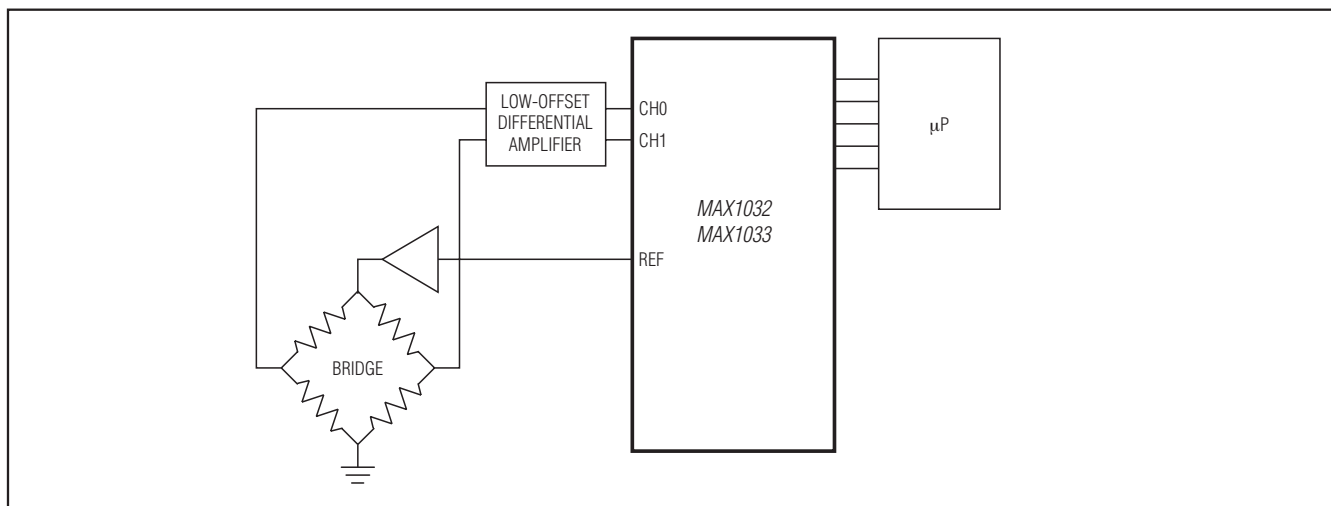 LOW-OFFSET
DIFFERENTIAL
AMPLIFIER
CH0
CH1
µP
MAX1032
MAX1033
REF
BRIDGE